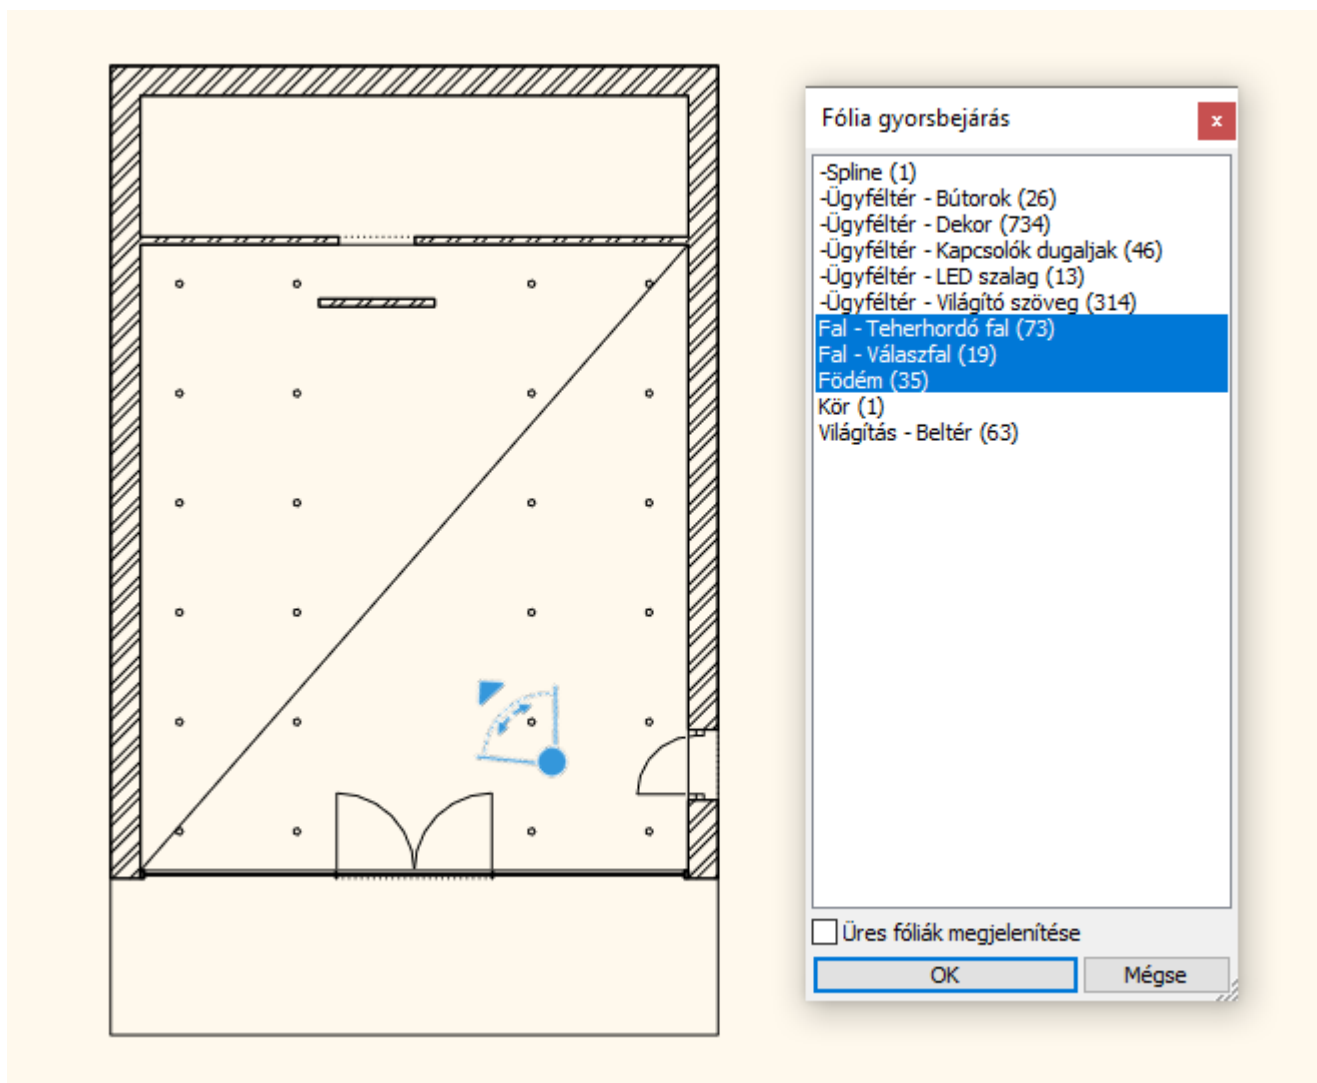 Fólia gyorsbejárás
x
-Spline (1)
-Ügyféltér - Bútorok (26)
-Ügyféltér - Dekor (734)
-Ügyféltér - Kapcsolók dugaljak (46)
-Ügyféltér - LED szalag (13)
-Ügyféltér - Világító szöveg (314)
Fal - Teherhordó fal (73)
Fal - Válaszfal (19)
Födém (35)
Kör (1)
Világítás - Beltér (63)
Üres fóliák megjelenítése
OK
Mégse